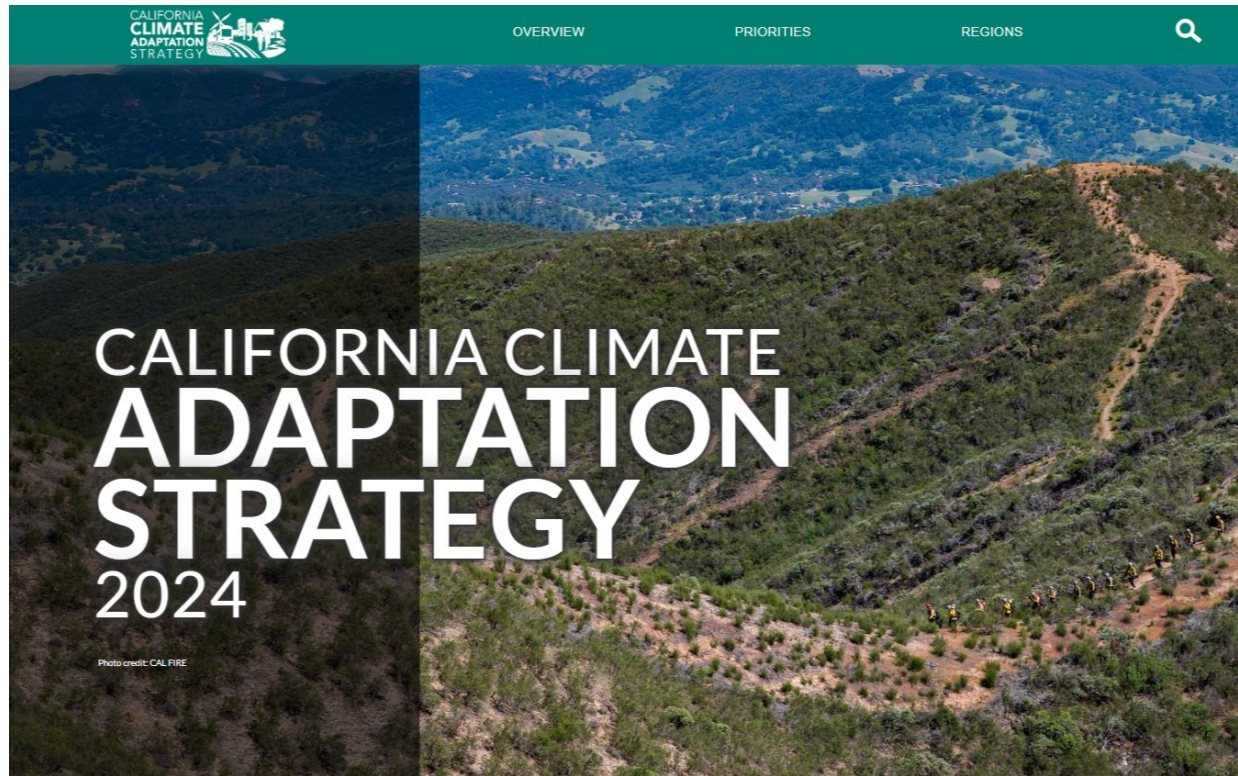 CALIFORNIA
CLIMATE
ADAPTATION
STRATEGY
OVERVIEW
PRIORITIES
REGIONS
CALIFORNIA CLIMATE
ADAPTATION
STRATEGY
2024
Photo credit: CAL FIRE